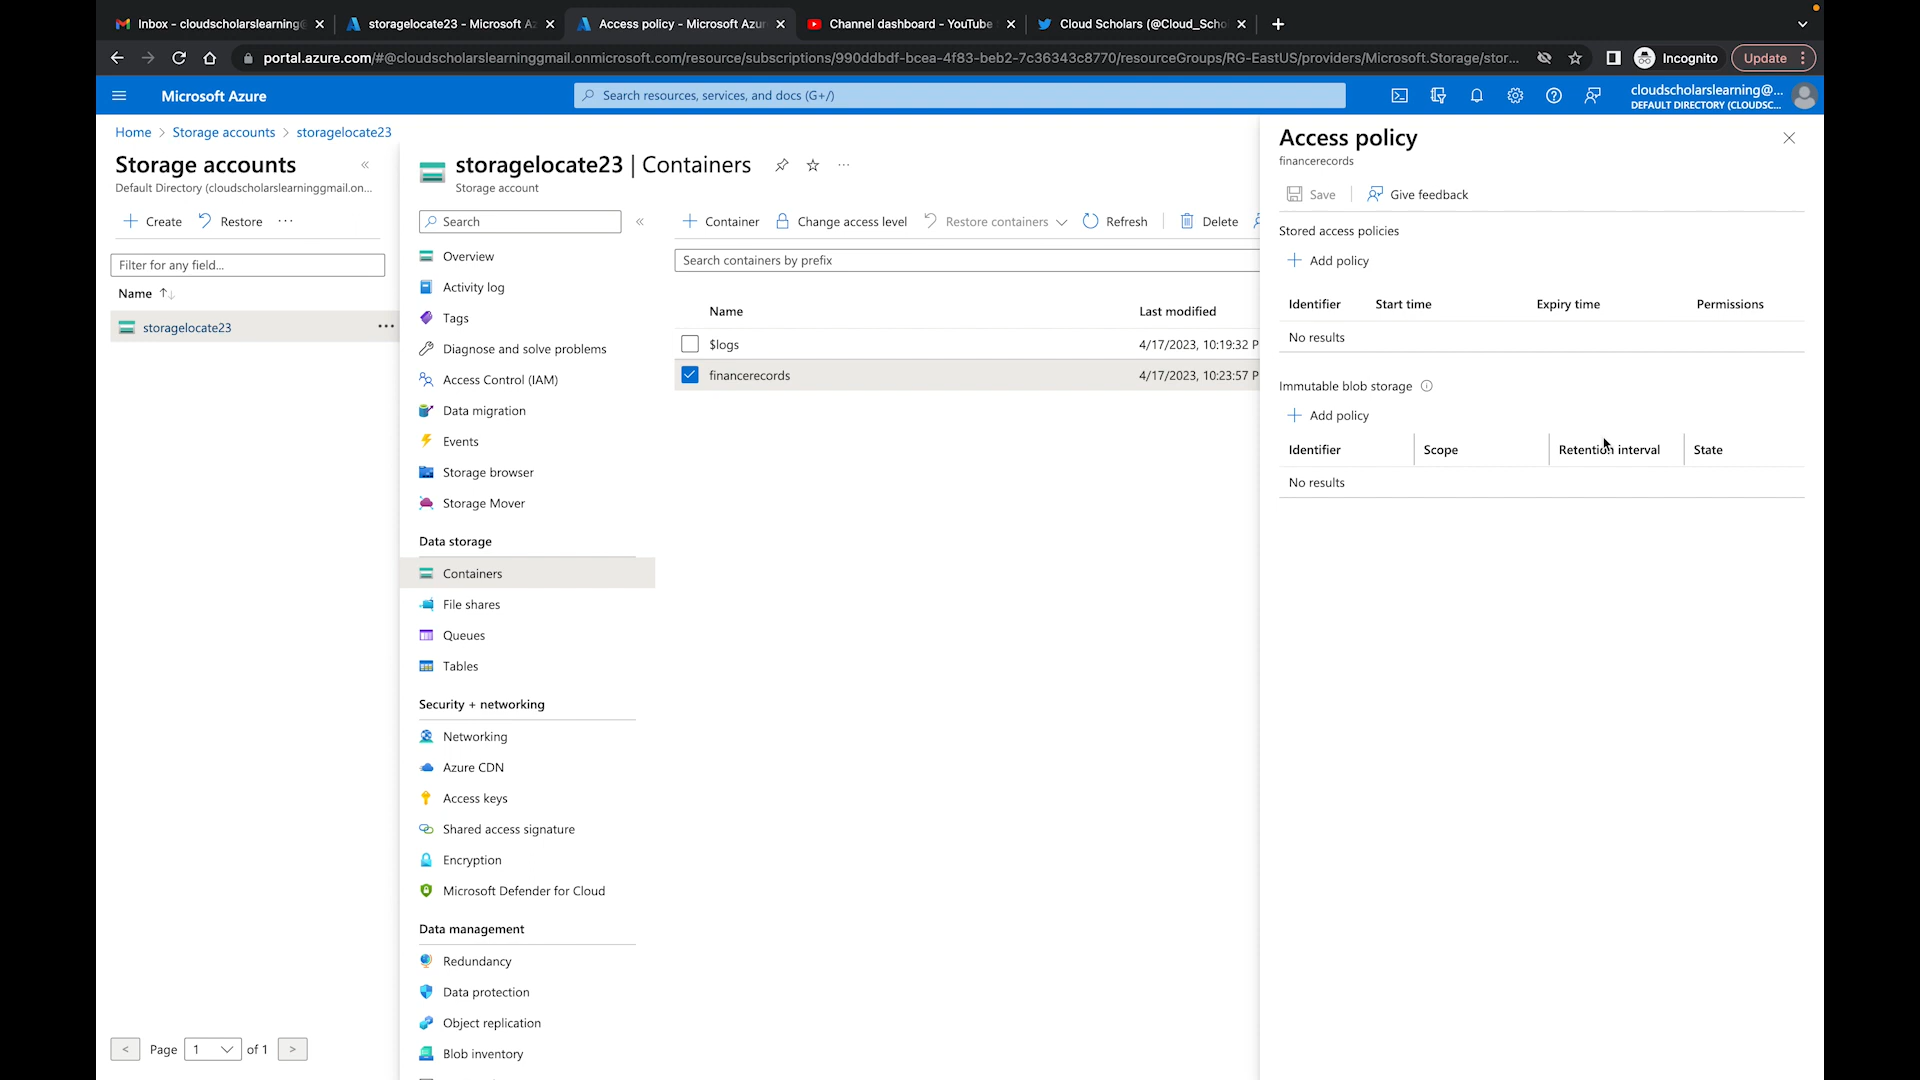 Inbox - cloudscholarslearning@
storagelocate23 - Microsoft Az
Access policy - Microsoft Azur
Channel dashboard - YouTube
Cloud Scholars (@Cloud_Scho
portal.azure.com/#@cloudscholarslearninggmail.onmicrosoft.com/resource/subscriptions/990ddbdf-bcea-4f83-beb2-7c36343c8770/resourceGroups/RG-EastUS/providers/Microsoft.Storage/stor...
Incognito
Update
Microsoft Azure
Search resources, services, and docs (G+/)
cloudscholarslearning@...
DEFAULT DIRECTORY (CLOUDSC...
Home > Storage accounts > storagelocate23
Storage accounts
Default Directory (cloudscholarslearninggmail.on...
Create
Restore
Filter for any field...
Name
storagelocate23
< Page 1 of 1 >
storagelocate23 | Containers
Storage account
Search
Overview
Activity log
Tags
Diagnose and solve problems
Access Control (IAM)
Data migration
Events
Storage browser
Storage Mover
Data storage
Containers
File shares
Queues
Tables
Security + networking
Networking
Azure CDN
Access keys
Shared access signature
Encryption
Microsoft Defender for Cloud
Data management
Redundancy
Data protection
Object replication
Blob inventory
Container
Change access level
Restore containers
Refresh
Delete
Search containers by prefix
Name Last modified
$logs 4/17/2023, 10:19:32 P
financerecords 4/17/2023, 10:23:57 P
Access policy
financerecords
Save
Give feedback
Stored access policies
Add policy
Identifier Start time Expiry time Permissions
No results
Immutable blob storage
Add policy
Identifier Scope Retention interval State
No results